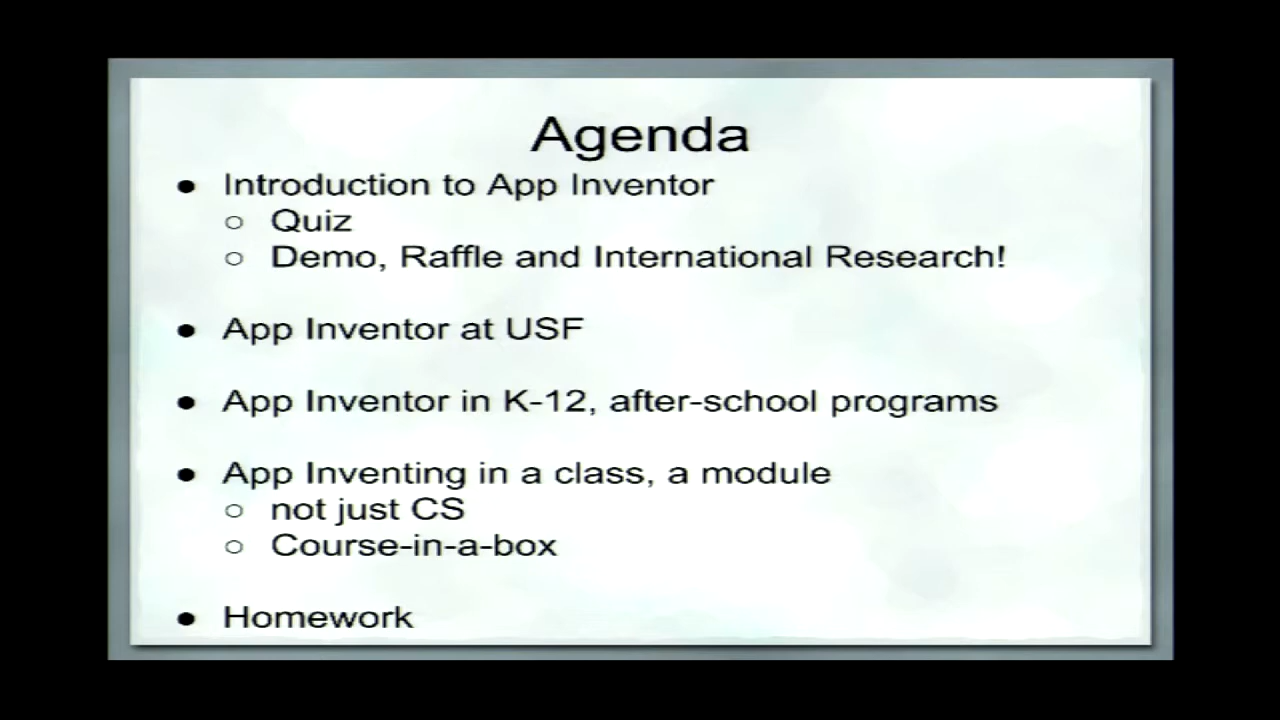 Agenda
● Introduction to App Inventor
○ Quiz
○ Demo, Raffle and International Research!
● App Inventor at USF
● App Inventor in K-12, after-school programs
● App Inventing in a class, a module
○ not just CS
○ Course-in-a-box
● Homework